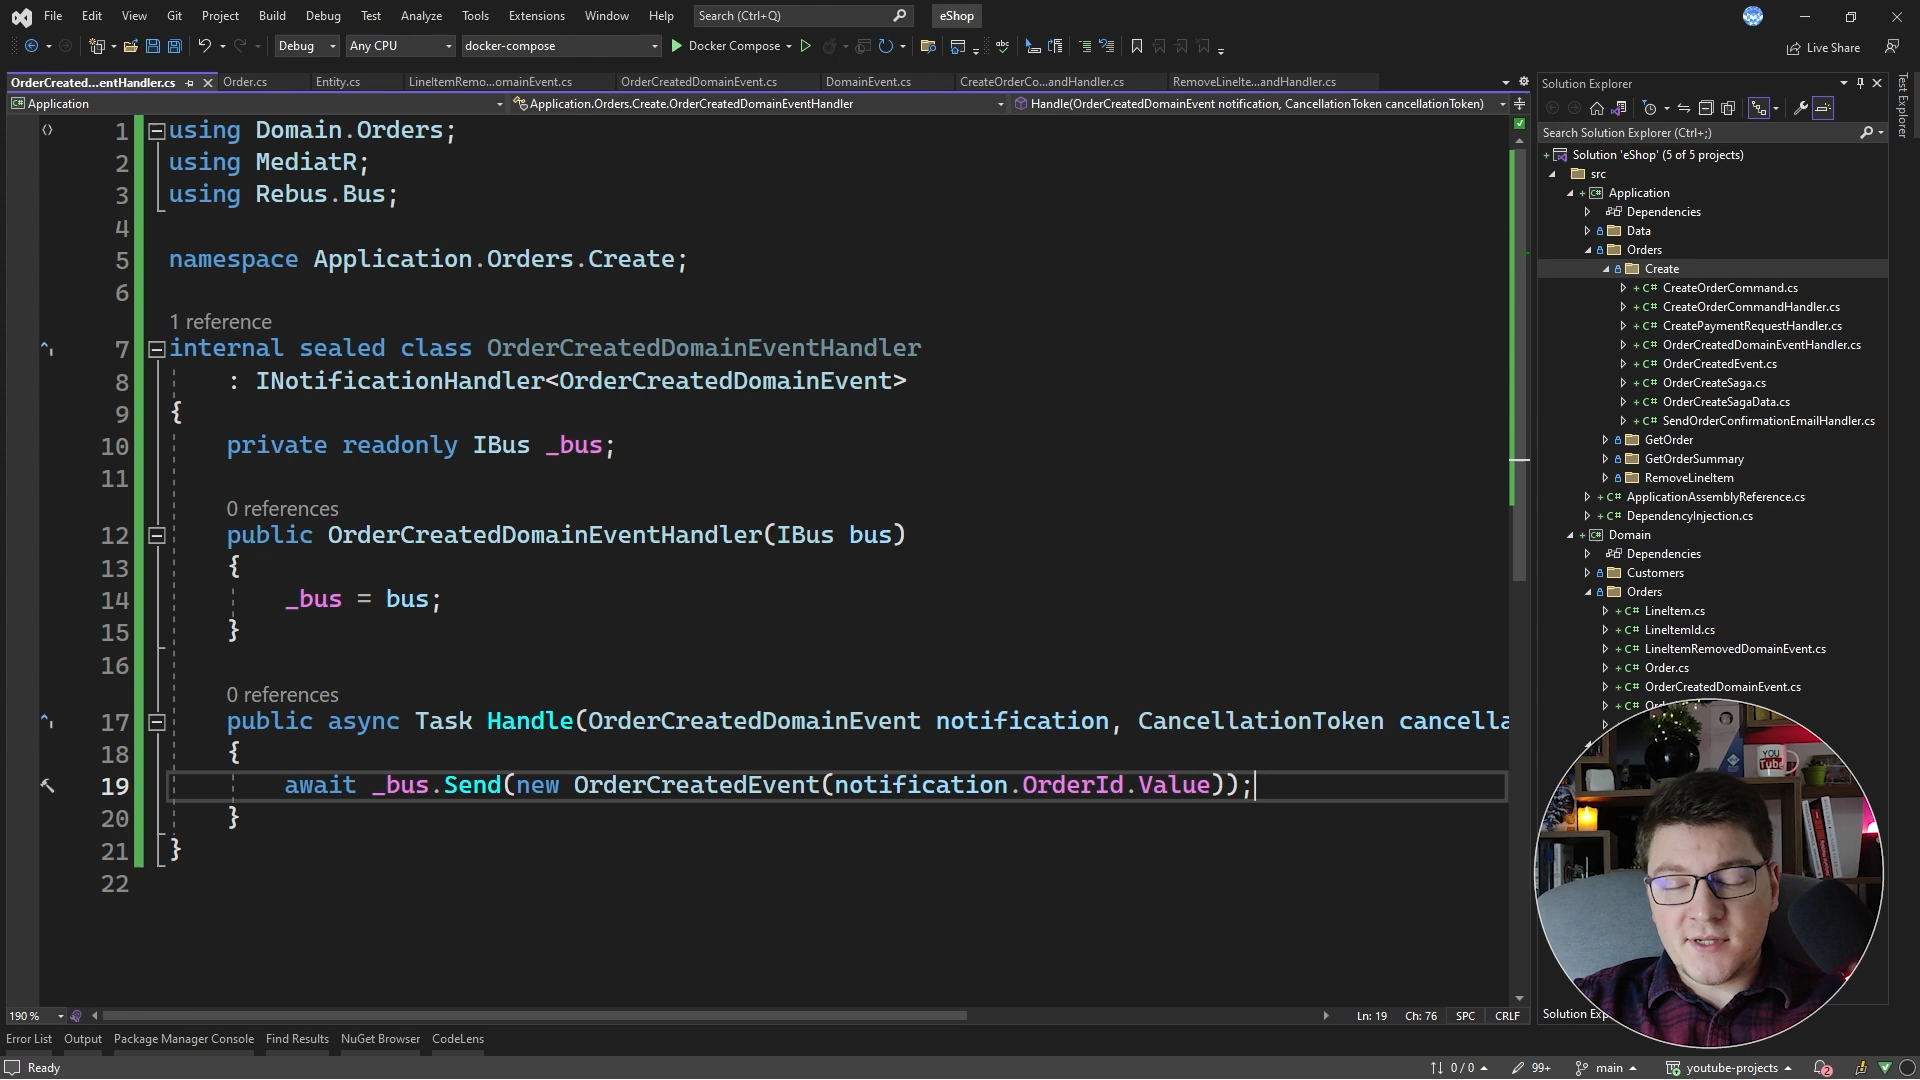 File Edit View Git Project Build Debug Test Analyze Tools Extensions Window Help Search (Ctrl+Q) eShop
Debug Any CPU docker-compose Docker Compose Live Share
OrderCreated...entHandler.cs Order.cs Entity.cs LineItemRemo...omainEvent.cs OrderCreatedDomainEvent.cs DomainEvent.cs CreateOrderCo...andHandler.cs RemoveLineIte...andHandler.cs
Application Application.Orders.Create.OrderCreatedDomainEventHandler Handle(OrderCreatedDomainEvent notification, CancellationToken cancellationToken)
1 using Domain.Orders;
2 using MediatR;
3 using Rebus.Bus;
4
5 namespace Application.Orders.Create;
6
1 reference
7 internal sealed class OrderCreatedDomainEventHandler
8 : INotificationHandler<OrderCreatedDomainEvent>
9 {
10 private readonly IBus _bus;
11
0 references
12 public OrderCreatedDomainEventHandler(IBus bus)
13 {
14 _bus = bus;
15 }
16
0 references
17 public async Task Handle(OrderCreatedDomainEvent notification, CancellationToken cancella
18 {
19 await _bus.Send(new OrderCreatedEvent(notification.OrderId.Value));
20 }
21 }
22
190 % Ln: 19 Ch: 76 SPC CRLF
Solution Explorer
Search Solution Explorer (Ctrl+;)
Solution 'eShop' (5 of 5 projects)
src
Application
Dependencies
Data
Orders
Create
CreateOrderCommand.cs
CreateOrderCommandHandler.cs
CreatePaymentRequestHandler.cs
OrderCreatedDomainEventHandler.cs
OrderCreatedEvent.cs
OrderCreateSaga.cs
OrderCreateSagaData.cs
SendOrderConfirmationEmailHandler.cs
GetOrder
GetOrderSummary
RemoveLineItem
ApplicationAssemblyReference.cs
DependencyInjection.cs
Domain
Dependencies
Customers
Orders
LineItem.cs
LineItemId.cs
LineItemRemovedDomainEvent.cs
Order.cs
OrderCreatedDomainEvent.cs
Test Explorer
YOU
Tube
Solution Exp
Error List Output Package Manager Console Find Results NuGet Browser CodeLens
Ready 0 / 0 99+ main youtube-projects 2